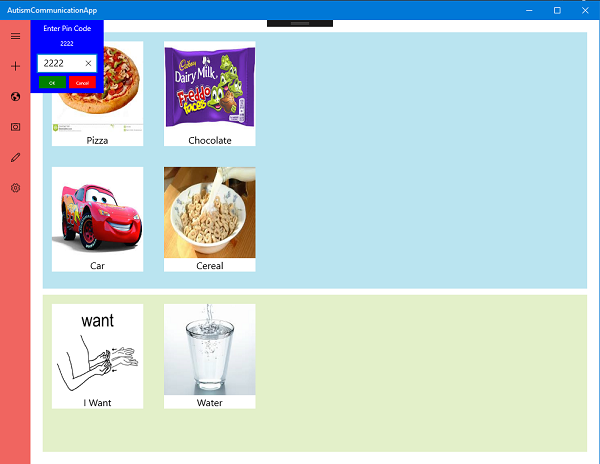 AutismCommunicationApp
Enter Pin Code
2222
2222
OK
Cancel
Cadbury
Dairy Milk
Freddo
faces
Pizza
Chocolate
Car
Cereal
want
I Want
Water